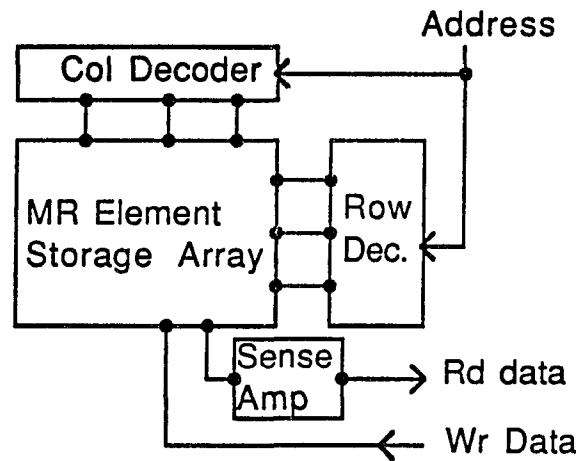 Address
Col Decoder
MR Element
Storage Array
Row
Dec.
Sense
Amp
Rd data
Wr Data